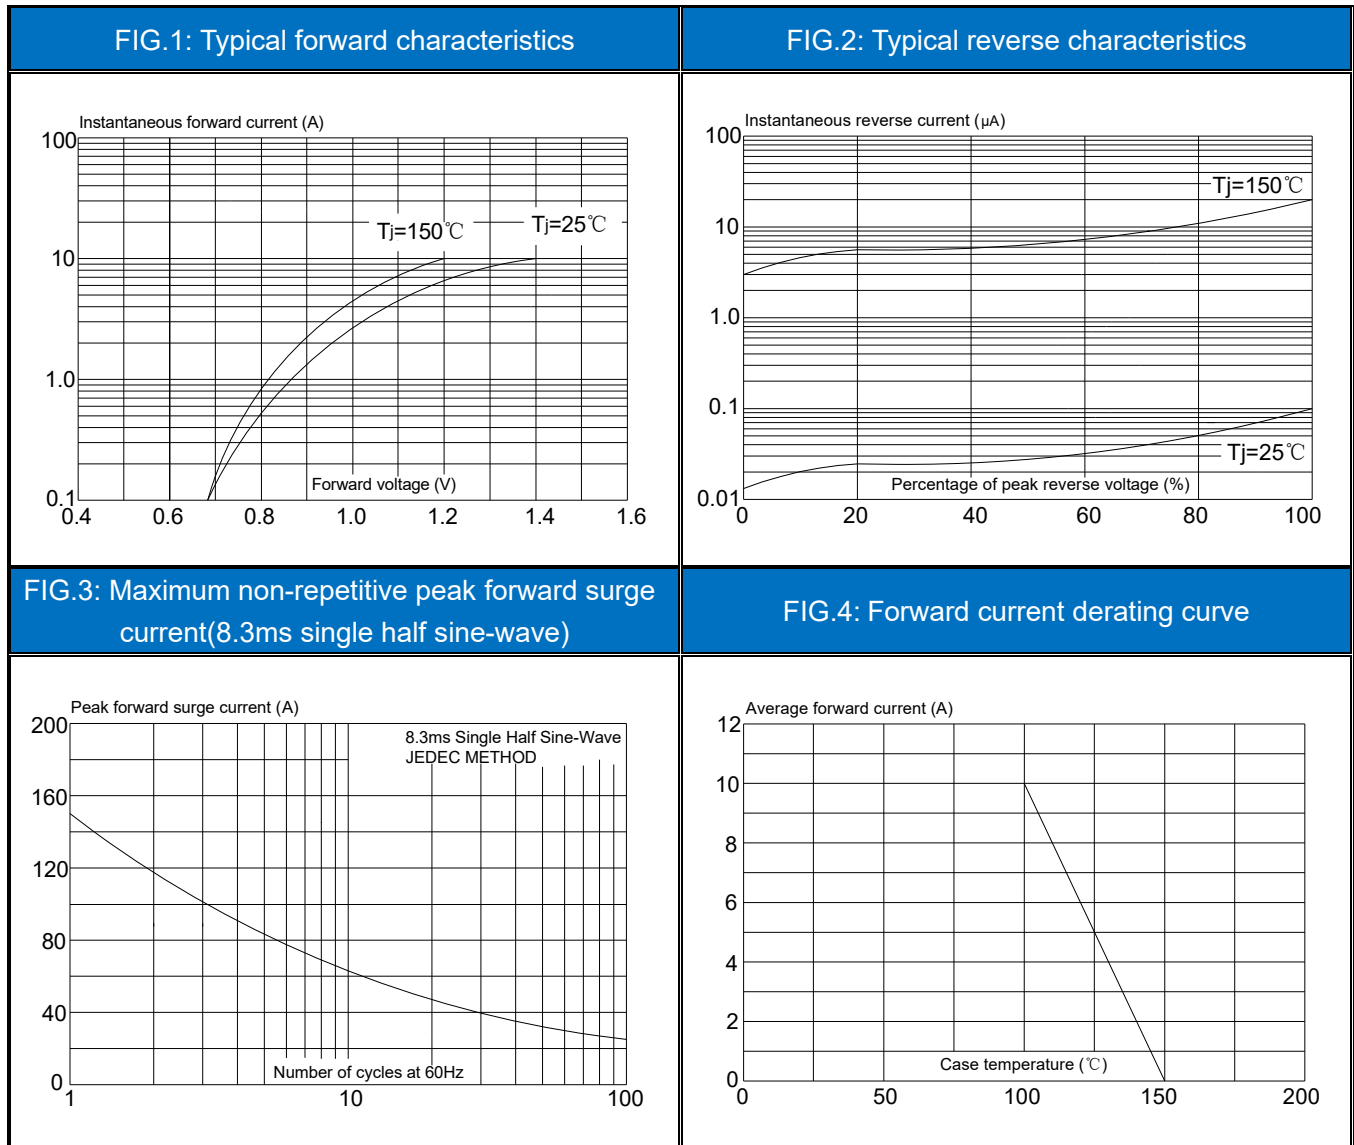 FIG.1: Typical forward characteristics
Instantaneous forward current (A)
100
10
1.0
0.1
Tj=150℃
Tj=25℃
Forward voltage (V)
0.4 0.6 0.8 1.0 1.2 1.4 1.6
FIG.2: Typical reverse characteristics
Instantaneous reverse current (μA)
100
10
1.0
0.1
0.01
Tj=150℃
Tj=25℃
Percentage of peak reverse voltage (%)
0 20 40 60 80 100
FIG.3: Maximum non-repetitive peak forward surge
current(8.3ms single half sine-wave)
Peak forward surge current (A)
200
160
120
80
40
0
8.3ms Single Half Sine-Wave
JEDEC METHOD
Number of cycles at 60Hz
1 10 100
FIG.4: Forward current derating curve
Average forward current (A)
12
10
8
6
4
2
0
Case temperature (℃)
0 50 100 150 200